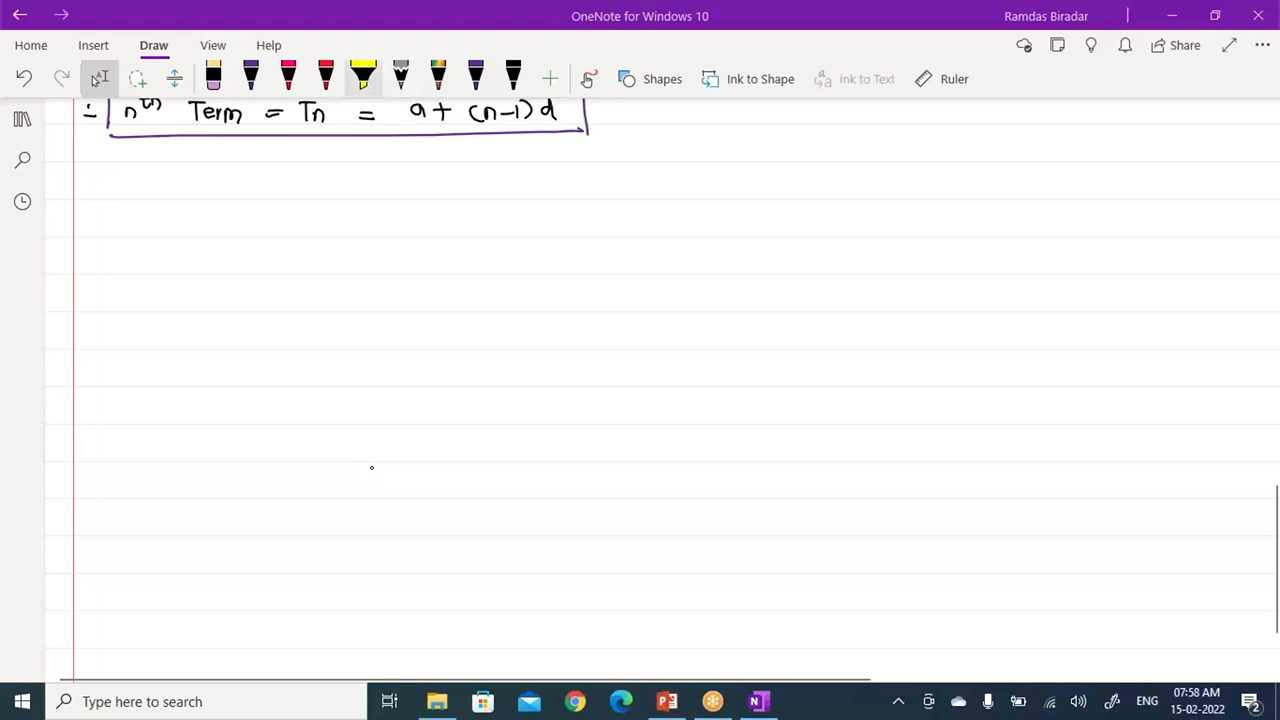 OneNote for Windows 10
Ramdas Biradar
Home Insert Draw View Help
Share
Shapes Ink to Shape Ink to Text Ruler
nth Term = Tn = a + (n-1) d
Type here to search
ENG
07:58 AM
15-02-2022
2